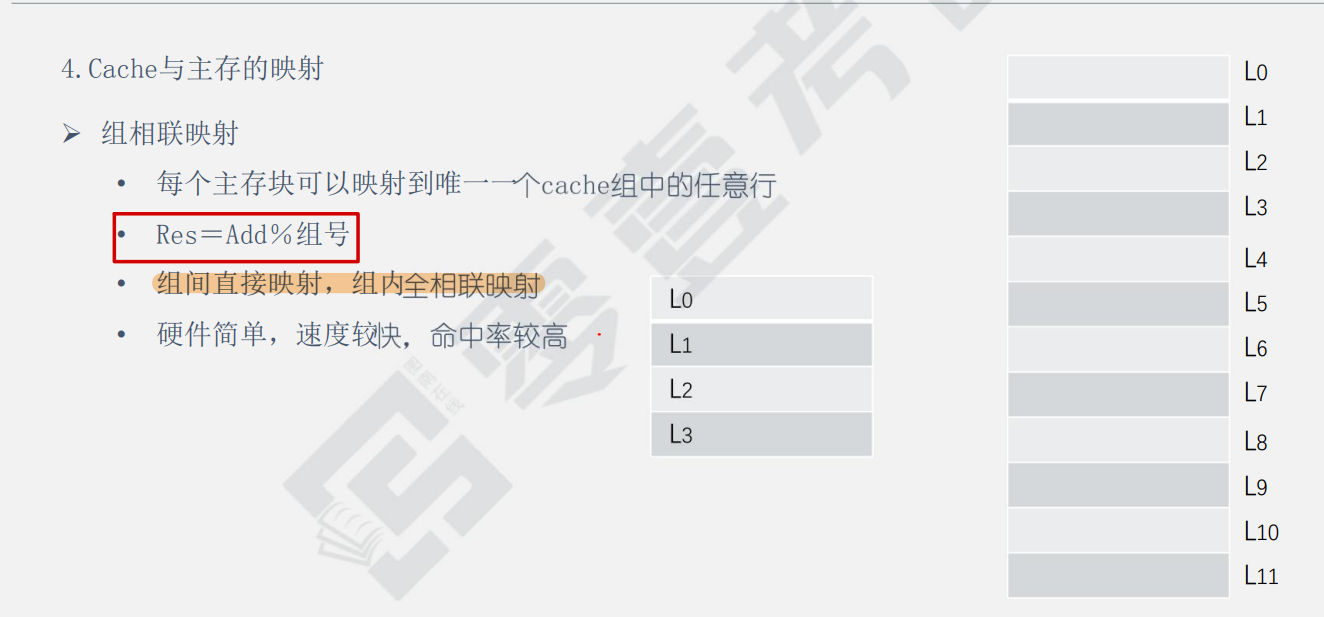 4.Cache与主存的映射
➢ 组相联映射
• 每个主存块可以映射到唯一一个cache组中的任意行
• Res=Add%组号
• 组间直接映射，组内全相联映射
• 硬件简单，速度较快，命中率较高
L0
L1
L2
L3
L0
L1
L2
L3
L4
L5
L6
L7
L8
L9
L10
L11
零壹考